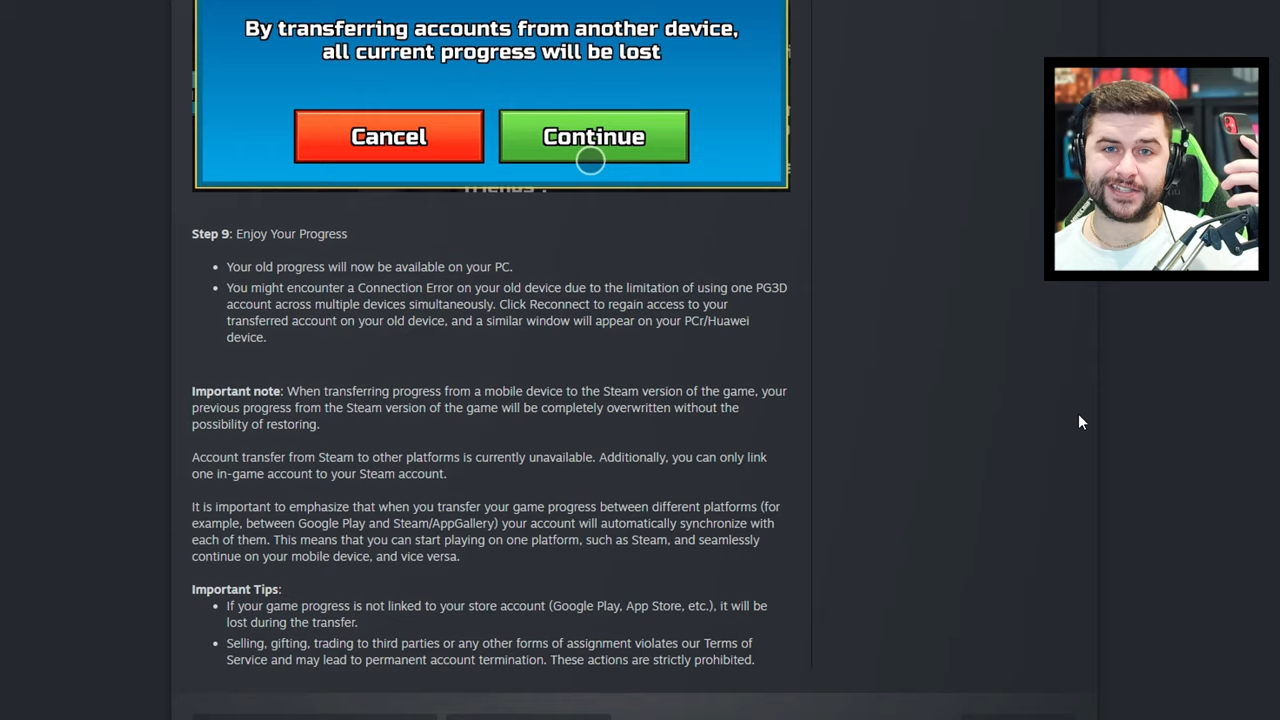 By transferring accounts from another device,
all current progress will be lost
Cancel
Continue
Step 9: Enjoy Your Progress
Your old progress will now be available on your PC.
You might encounter a Connection Error on your old device due to the limitation of using one PG3D
account across multiple devices simultaneously. Click Reconnect to regain access to your
transferred account on your old device, and a similar window will appear on your PCr/Huawei
device.
Important note: When transferring progress from a mobile device to the Steam version of the game, your
previous progress from the Steam version of the game will be completely overwritten without the
possibility of restoring.
Account transfer from Steam to other platforms is currently unavailable. Additionally, you can only link
one in-game account to your Steam account.
It is important to emphasize that when you transfer your game progress between different platforms (for
example, between Google Play and Steam/AppGallery) your account will automatically synchronize with
each of them. This means that you can start playing on one platform, such as Steam, and seamlessly
continue on your mobile device, and vice versa.
Important Tips:
If your game progress is not linked to your store account (Google Play, App Store, etc.), it will be
lost during the transfer.
Selling, gifting, trading to third parties or any other forms of assignment violates our Terms of
Service and may lead to permanent account termination. These actions are strictly prohibited.